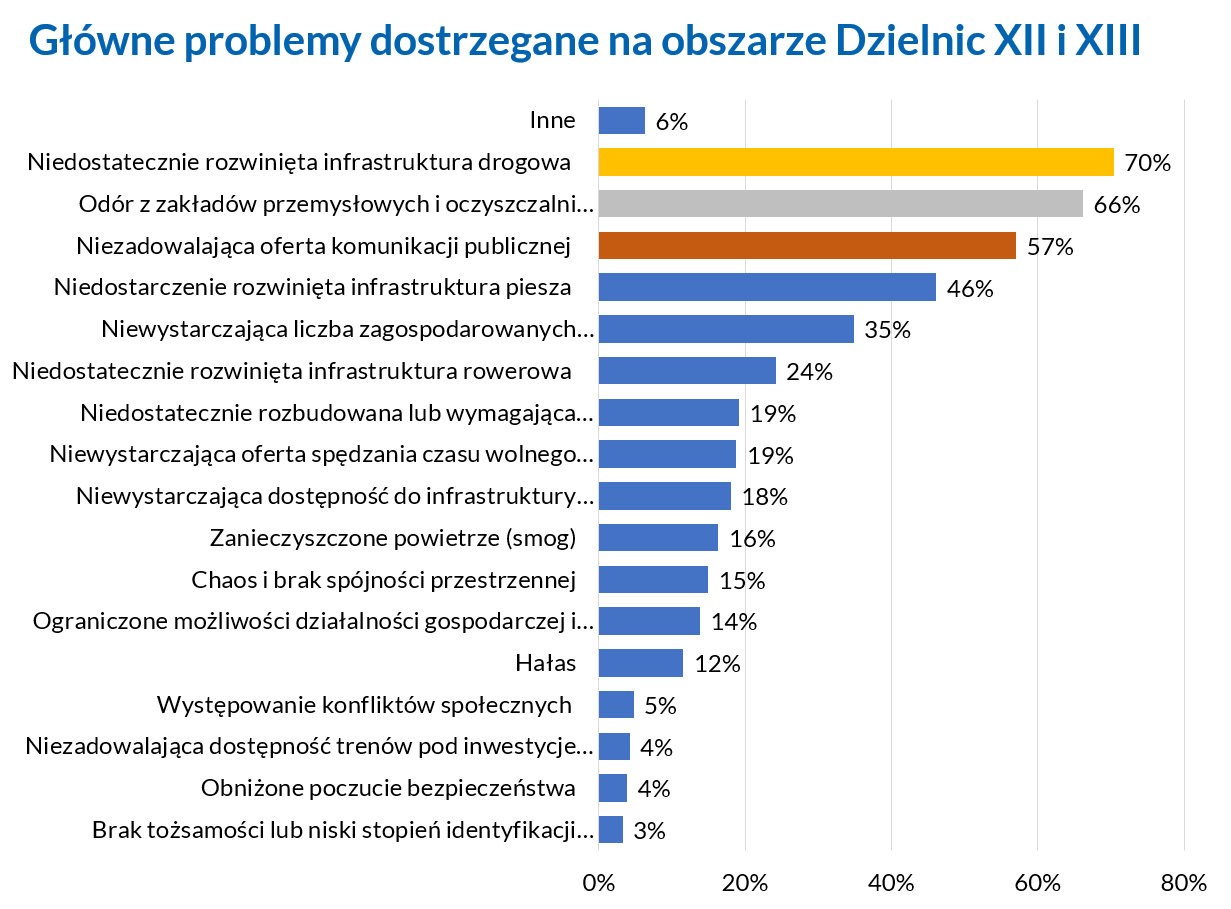 Główne problemy dostrzegane na obszarze Dzielnic XII i XIII
Inne 6%
Niedostatecznie rozwinięta infrastruktura drogowa 70%
Odór z zakładów przemysłowych i oczyszczalni... 66%
Niezadowalająca oferta komunikacji publicznej 57%
Niedostarczenie rozwinięta infrastruktura piesza 46%
Niewystarczająca liczba zagospodarowanych... 35%
Niedostatecznie rozwinięta infrastruktura rowerowa 24%
Niedostatecznie rozbudowana lub wymagająca... 19%
Niewystarczająca oferta spędzania czasu wolnego... 19%
Niewystarczająca dostępność do infrastruktury... 18%
Zanieczyszczone powietrze (smog) 16%
Chaos i brak spójności przestrzennej 15%
Ograniczone możliwości działalności gospodarczej i... 14%
Hałas 12%
Występowanie konfliktów społecznych 5%
Niezadowalająca dostępność trenów pod inwestycje... 4%
Obniżone poczucie bezpieczeństwa 4%
Brak tożsamości lub niski stopień identyfikacji... 3%
0% 20% 40% 60% 80%